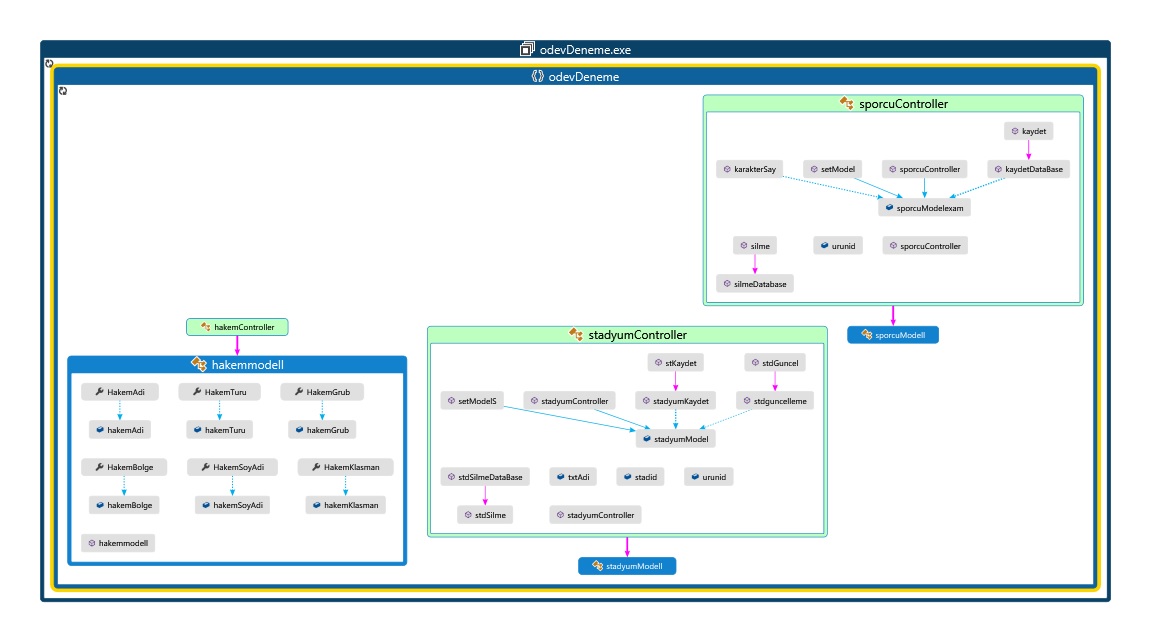 odevDeneme.exe
odevDeneme
sporcuController
kaydet
karakterSay
setModel
sporcuController
kaydetDataBase
sporcuModelexam
silme
urunid
sporcuController
silmeDatabase
sporcuModell
hakemController
hakemmodell
HakemAdi
HakemTuru
HakemGrub
hakemAdi
hakemTuru
hakemGrub
HakemBolge
HakemSoyAdi
HakemKlasman
hakemBolge
hakemSoyAdi
hakemKlasman
hakemmodell
stadyumController
stKaydet
stdGuncel
setModelS
stadyumController
stadyumKaydet
stdguncelleme
stadyumModel
stdSilmeDataBase
txtAdi
stadid
urunid
stdSilme
stadyumController
stadyumModell